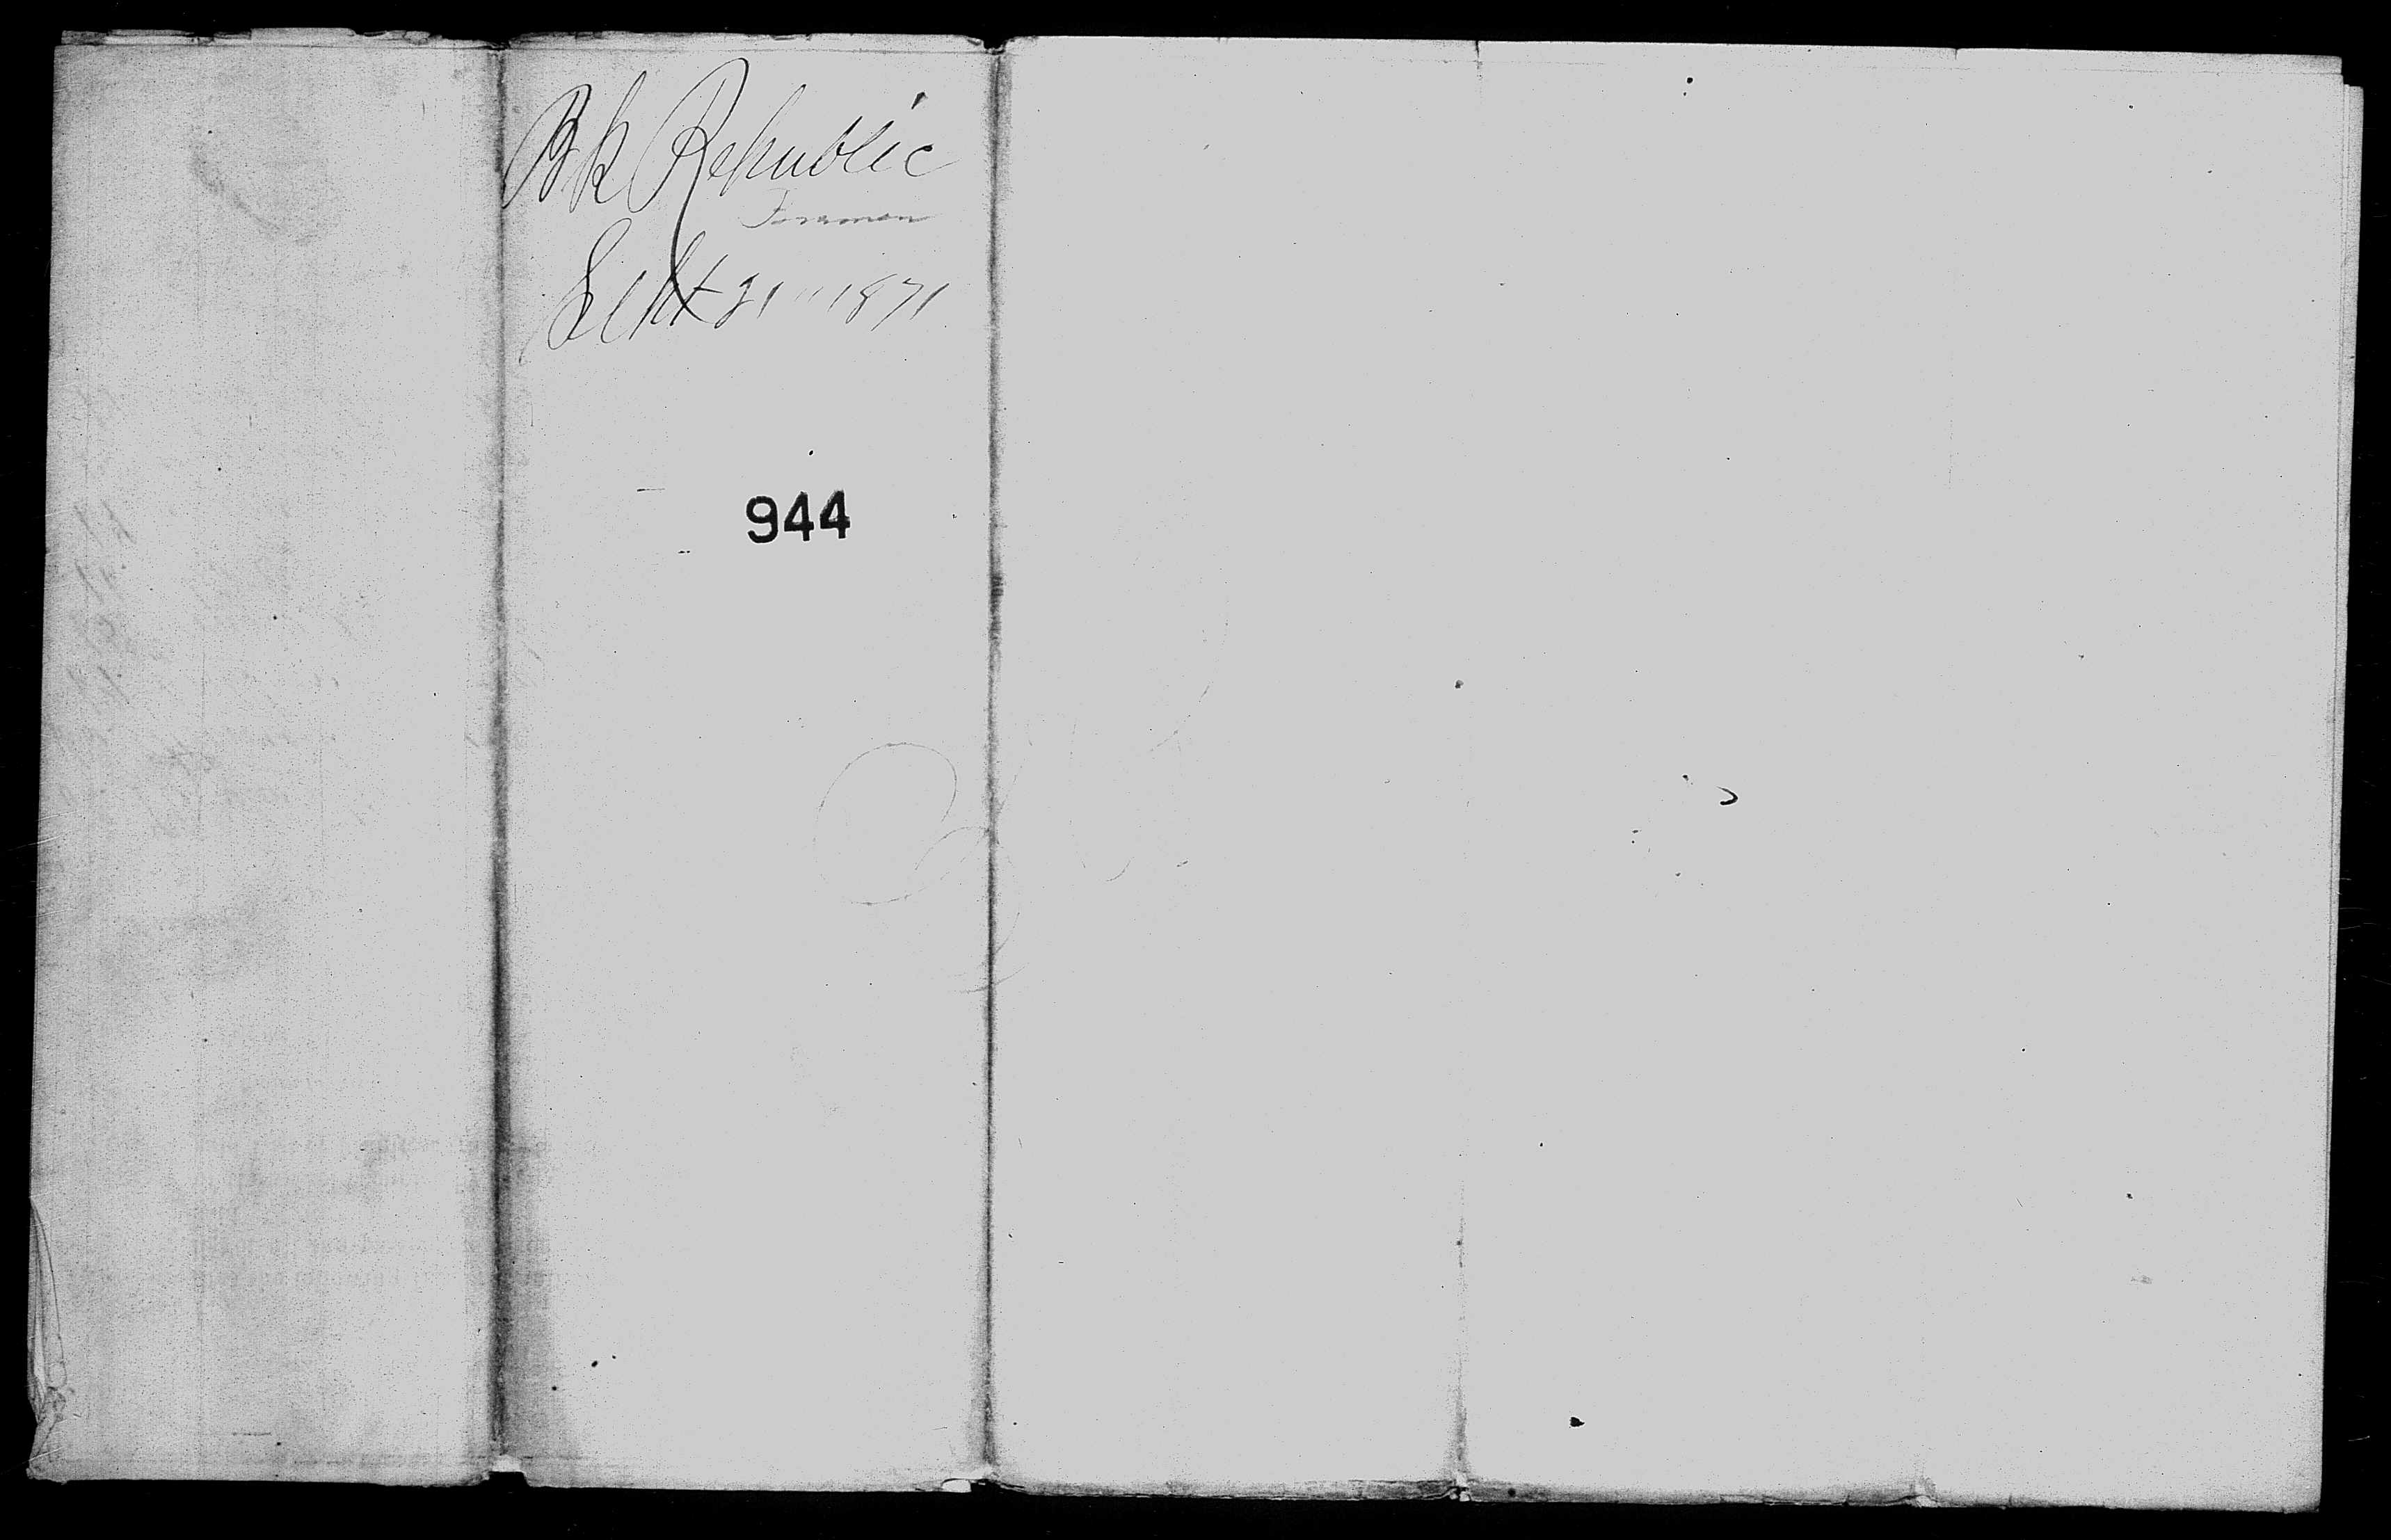 Bk Republic
Foreman
Sept 21" 1871
944